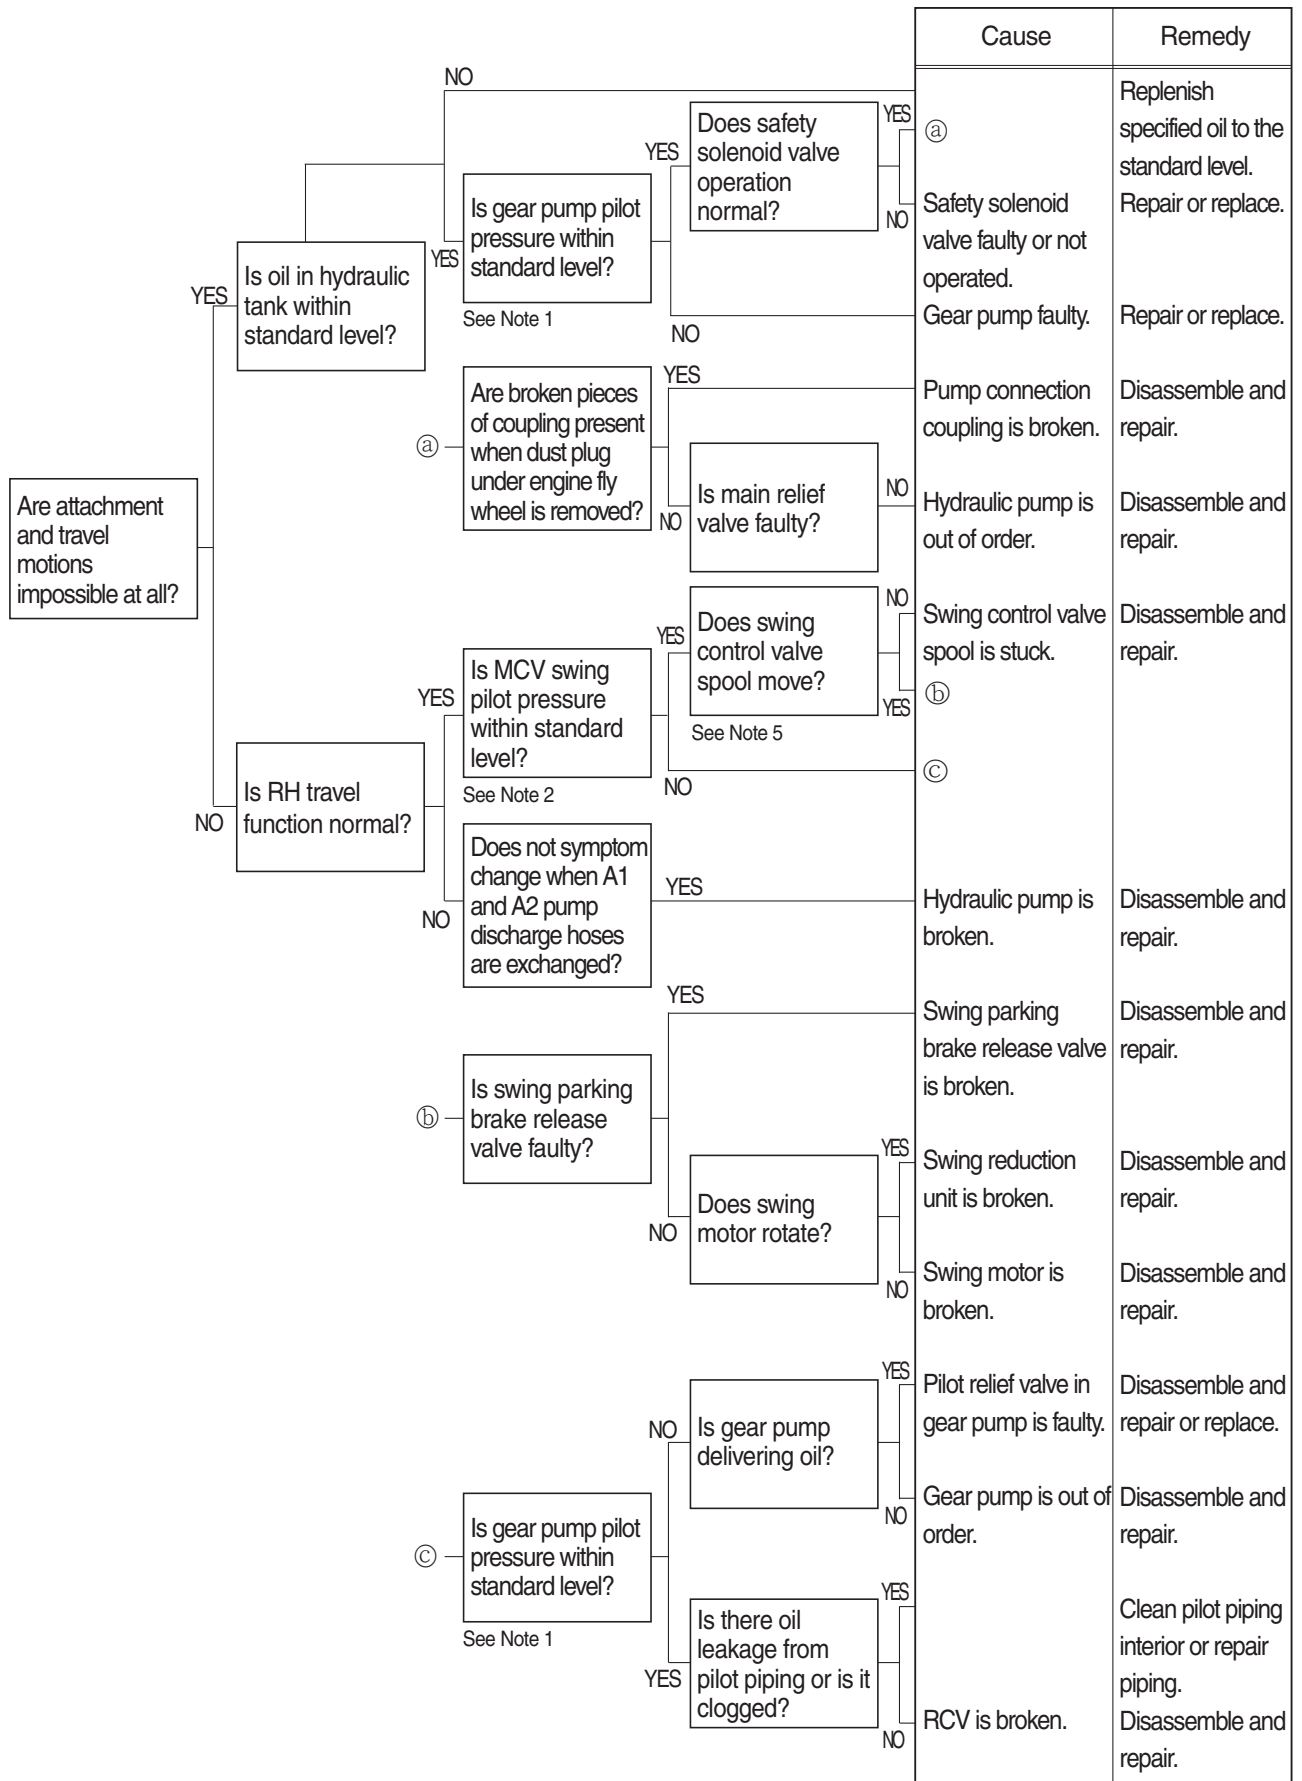 Cause
Remedy
NO
Replenish
specified oil to the
standard level.
Does safety
solenoid valve
operation
normal?
YES
ⓐ
YES
NO
Safety solenoid
valve faulty or not
operated.
Repair or replace.
Is gear pump pilot
pressure within
standard level?
YES
See Note 1
NO
Gear pump faulty.
Repair or replace.
Is oil in hydraulic
tank within
standard level?
YES
ⓐ
Are broken pieces
of coupling present
when dust plug
under engine fly
wheel is removed?
YES
Pump connection
coupling is broken.
Disassemble and
repair.
NO
Is main relief
valve faulty?
NO
Hydraulic pump is
out of order.
Disassemble and
repair.
Are attachment
and travel
motions
impossible at all?
Does swing
control valve
spool move?
YES
NO
Swing control valve
spool is stuck.
Disassemble and
repair.
YES
ⓑ
See Note 5
Is MCV swing
pilot pressure
within standard
level?
YES
See Note 2
NO
ⓒ
Is RH travel
function normal?
NO
Does not symptom
change when A1
and A2 pump
discharge hoses
are exchanged?
NO
YES
Hydraulic pump is
broken.
Disassemble and
repair.
ⓑ
Is swing parking
brake release
valve faulty?
YES
Swing parking
brake release valve
is broken.
Disassemble and
repair.
NO
Does swing
motor rotate?
YES
Swing reduction
unit is broken.
Disassemble and
repair.
NO
Swing motor is
broken.
Disassemble and
repair.
ⓒ
Is gear pump pilot
pressure within
standard level?
See Note 1
NO
Is gear pump
delivering oil?
YES
Pilot relief valve in
gear pump is faulty.
Disassemble and
repair or replace.
NO
Gear pump is out of
order.
Disassemble and
repair.
YES
Is there oil
leakage from
pilot piping or is it
clogged?
YES
Clean pilot piping
interior or repair
piping.
NO
RCV is broken.
Disassemble and
repair.